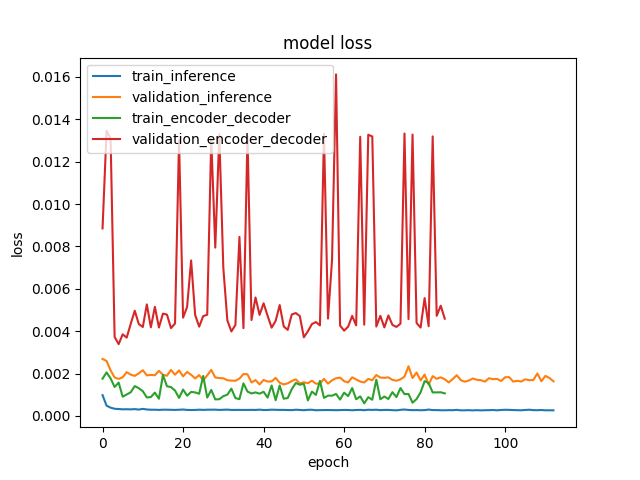 model loss
train_inference
validation_inference
train_encoder_decoder
validation_encoder_decoder
0.016
0.014
0.012
0.010
0.008
0.006
0.004
0.002
0.000
loss
0 20 40 60 80 100
epoch